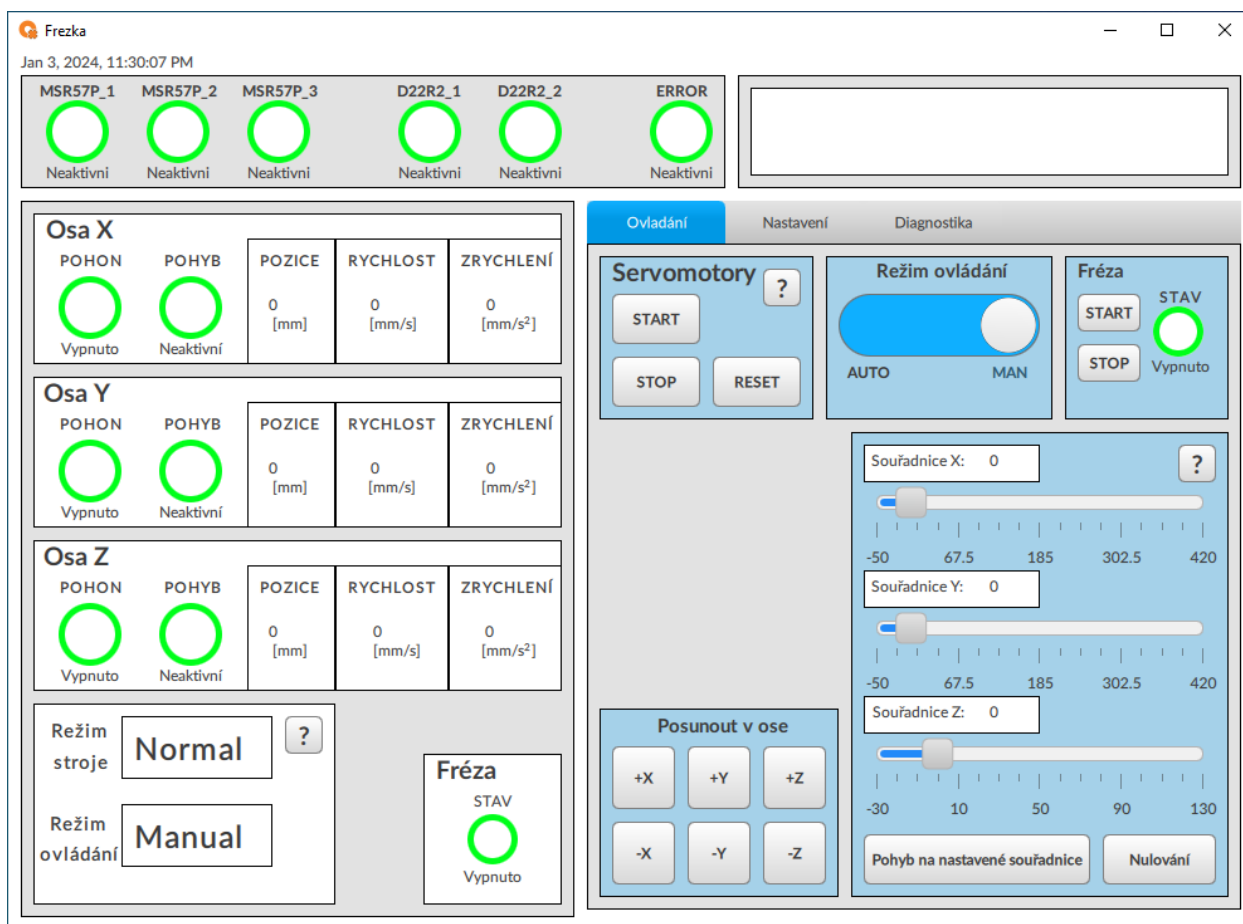 Frezka
Jan 3, 2024, 11:30:07 PM
MSR57P_1 MSR57P_2 MSR57P_3 D22R2_1 D22R2_2 ERROR
Neaktivni Neaktivni Neaktivni Neaktivni Neaktivni Neaktivni
Osa X
POHON POHYB POZICE RYCHLOST ZRYCHLENÍ
0 0 0
[mm] [mm/s] [mm/s²]
Vypnuto Neaktivní
Osa Y
POHON POHYB POZICE RYCHLOST ZRYCHLENÍ
0 0 0
[mm] [mm/s] [mm/s²]
Vypnuto Neaktivní
Osa Z
POHON POHYB POZICE RYCHLOST ZRYCHLENÍ
0 0 0
[mm] [mm/s] [mm/s²]
Vypnuto Neaktivní
Režim
stroje
Normal
?
Režim
ovládání
Manual
Fréza
STAV
Vypnuto
Ovladání Nastavení Diagnostika
Servomotory
?
START
STOP RESET
Režim ovládání
AUTO MAN
Fréza
START
STOP
STAV
Vypnuto
Souřadnice X: 0
?
-50 67.5 185 302.5 420
Souřadnice Y: 0
-50 67.5 185 302.5 420
Souřadnice Z: 0
-30 10 50 90 130
Pohyb na nastavené souřadnice Nulování
Posunout v ose
+X +Y +Z
-X -Y -Z